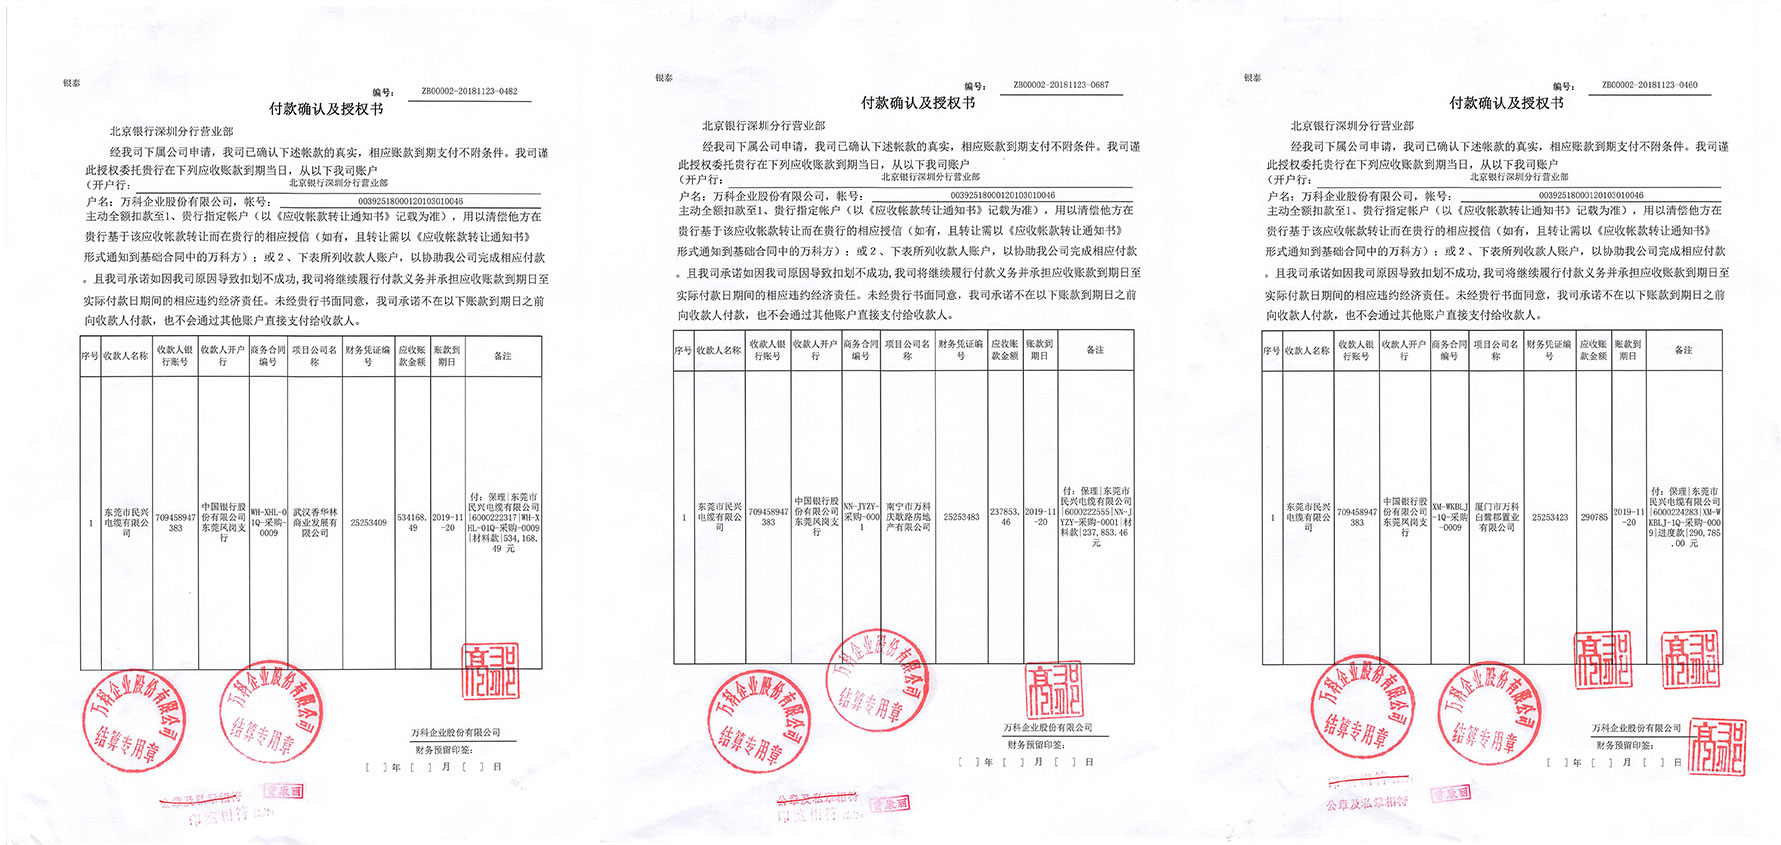 银泰
编号：
ZB00002-20181123-0482
付款确认及授权书
北京银行深圳分行营业部
经我司下属公司申请，我司已确认下述帐款的真实，相应账款到期支付不附条件。我司谨
此授权委托贵行在下列应收账款到期当日，从以下我司账户
（开户行：
北京银行深圳分行营业部
户名：万科企业股份有限公司，帐号：
00392518000120103010046
主动全额扣款至1、贵行指定帐户（以《应收帐款转让通知书》记载为准），用以清偿他方在
贵行基于该应收帐款转让而在贵行的相应授信（如有，且转让需以《应收帐款转让通知书》
形式通知到基础合同中的万科方）；或2、下表所列收款人账户，以协助我公司完成相应付款
。且我司承诺如因我司原因导致扣划不成功,我司将继续履行付款义务并承担应收账款到期日至
实际付款日期间的相应违约经济责任。未经贵行书面同意，我司承诺不在以下账款到期日之前
向收款人付款，也不会通过其他账户直接支付给收款人。
序号 收款人名称 收款人银行账号 收款人开户行 商务合同编号 项目公司名称 财务凭证编号 应收账款金额 账款到期日 备注
1 东莞市民兴电缆有限公司 709458947383 中国银行股份有限公司东莞凤岗支行 WH-XHL-01Q-采购-0009 武汉香华林商业发展有限公司 25253409 534168.49 2019-11-20 付：保理|东莞市民兴电缆有限公司|6000222317|WH-XHL-01Q-采购-0009|材料款|534,168.49 元
万科企业股份有限公司
结算专用章
万科企业股份有限公司
结算专用章
万科企业股份有限公司
财务预留印签：
[ ]年 [ ]月 [ ]日
公章及私章相符
印鉴相符
银泰
编号：
ZB00002-20181123-0687
付款确认及授权书
北京银行深圳分行营业部
经我司下属公司申请，我司已确认下述帐款的真实，相应账款到期支付不附条件。我司谨
此授权委托贵行在下列应收账款到期当日，从以下我司账户
（开户行：
北京银行深圳分行营业部
户名：万科企业股份有限公司，帐号：
00392518000120103010046
主动全额扣款至1、贵行指定帐户（以《应收帐款转让通知书》记载为准），用以清偿他方在
贵行基于该应收帐款转让而在贵行的相应授信（如有，且转让需以《应收帐款转让通知书》
形式通知到基础合同中的万科方）；或2、下表所列收款人账户，以协助我公司完成相应付款
。且我司承诺如因我司原因导致扣划不成功,我司将继续履行付款义务并承担应收账款到期日至
实际付款日期间的相应违约经济责任。未经贵行书面同意，我司承诺不在以下账款到期日之前
向收款人付款，也不会通过其他账户直接支付给收款人。
序号 收款人名称 收款人银行账号 收款人开户行 商务合同编号 项目公司名称 财务凭证编号 应收账款金额 账款到期日 备注
1 东莞市民兴电缆有限公司 709458947383 中国银行股份有限公司东莞凤岗支行 NN-JYZY-采购-0001 南宁市万科庆歌路房地产有限公司 25253483 237853.46 2019-11-20 付：保理|东莞市民兴电缆有限公司|6000222555|NN-JYZY-采购-0001|材料款|237,853.46 元
万科企业股份有限公司
结算专用章
万科企业股份有限公司
结算专用章
万科企业股份有限公司
财务预留印签：
[ ]年 [ ]月 [ ]日
公章及私章相符
印鉴相符
银泰
编号：
ZB00002-20181123-0460
付款确认及授权书
北京银行深圳分行营业部
经我司下属公司申请，我司已确认下述帐款的真实，相应账款到期支付不附条件。我司谨
此授权委托贵行在下列应收账款到期当日，从以下我司账户
（开户行：
北京银行深圳分行营业部
户名：万科企业股份有限公司，帐号：
00392518000120103010046
主动全额扣款至1、贵行指定帐户（以《应收帐款转让通知书》记载为准），用以清偿他方在
贵行基于该应收帐款转让而在贵行的相应授信（如有，且转让需以《应收帐款转让通知书》
形式通知到基础合同中的万科方）；或2、下表所列收款人账户，以协助我公司完成相应付款
。且我司承诺如因我司原因导致扣划不成功,我司将继续履行付款义务并承担应收账款到期日至
实际付款日期间的相应违约经济责任。未经贵行书面同意，我司承诺不在以下账款到期日之前
向收款人付款，也不会通过其他账户直接支付给收款人。
序号 收款人名称 收款人银行账号 收款人开户行 商务合同编号 项目公司名称 财务凭证编号 应收账款金额 账款到期日 备注
1 东莞市民兴电缆有限公司 709458947383 中国银行股份有限公司东莞凤岗支行 XM-WKBLJ-1Q-采购-0009 厦门市万科白鹭郡置业有限公司 25253423 290785 2019-11-20 付：保理|东莞市民兴电缆有限公司|6000224283|XM-WKBLJ-1Q-采购-0009|进度款|290,785.00 元
万科企业股份有限公司
结算专用章
万科企业股份有限公司
结算专用章
万科企业股份有限公司
财务预留印签：
[ ]年 [ ]月 [ ]日
公章及私章相符